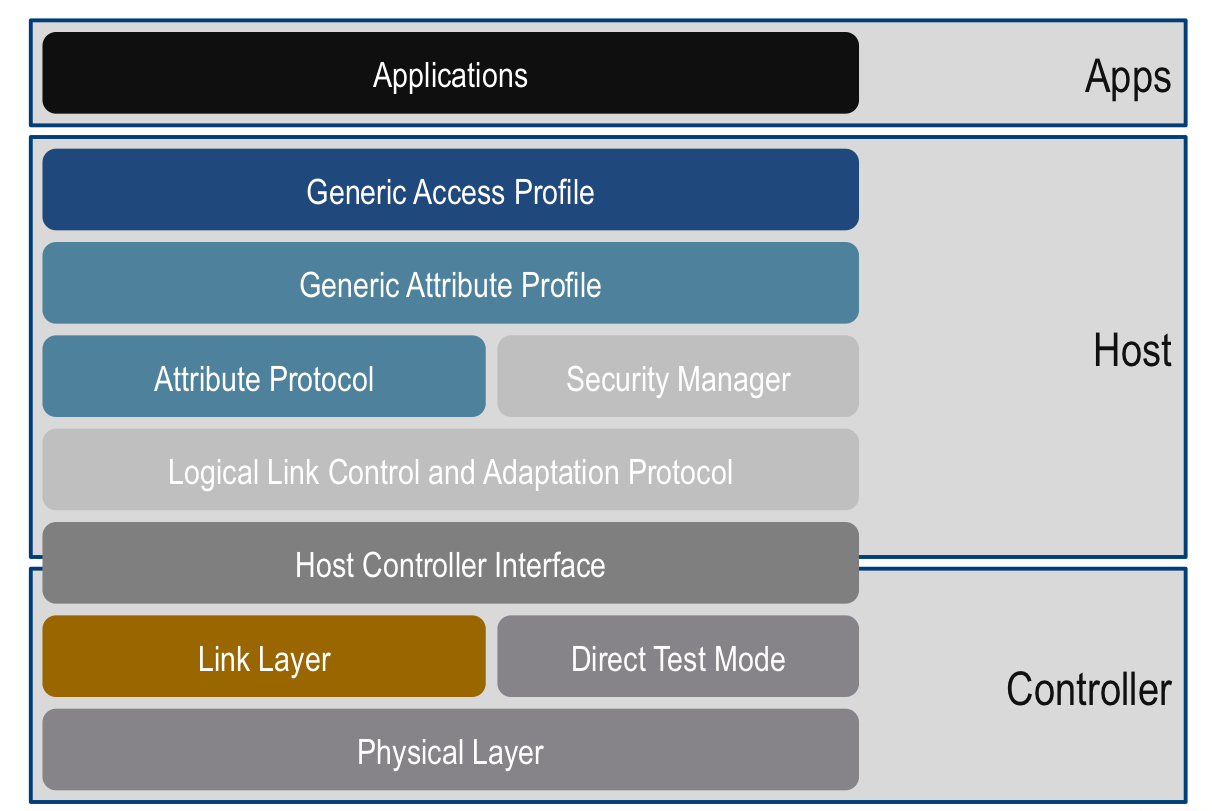 Applications
Apps
Generic Access Profile
Generic Attribute Profile
Host
Attribute Protocol
Security Manager
Logical Link Control and Adaptation Protocol
Host Controller Interface
Link Layer
Direct Test Mode
Controller
Physical Layer